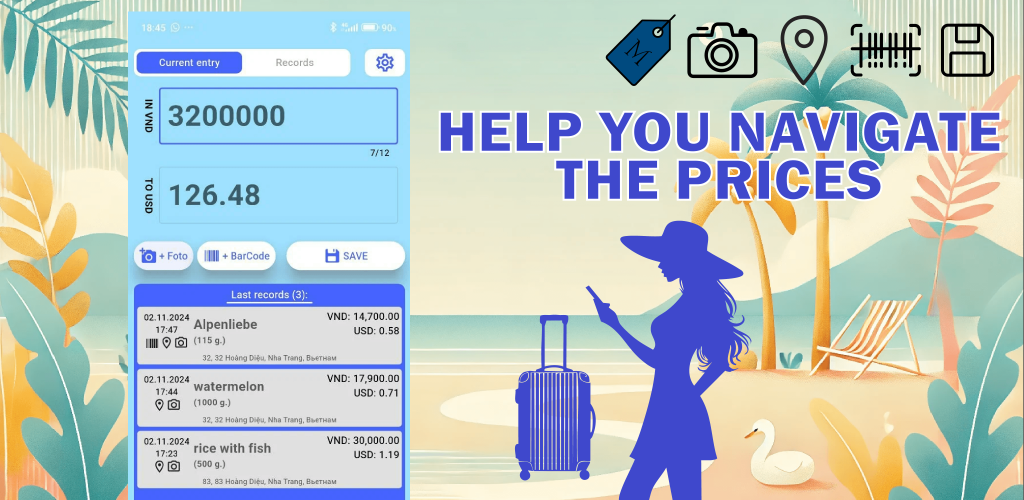 18:45
4G
90%
Current entry
Records
IN VND
3200000
7/12
TO USD
126.48
+ Foto
+ BarCode
SAVE
Last records (3):
02.11.2024
17:47
Alpenliebe
(115 g.)
VND: 14,700.00
USD: 0.58
32, 32 Hoàng Diệu, Nha Trang, Вьетнам
02.11.2024
17:44
watermelon
(1000 g.)
VND: 17,900.00
USD: 0.71
32, 32 Hoàng Diệu, Nha Trang, Вьетнам
02.11.2024
17:23
rice with fish
(500 g.)
VND: 30,000.00
USD: 1.19
83, 83 Hoàng Diệu, Nha Trang, Вьетнам
M
HELP YOU NAVIGATE
THE PRICES